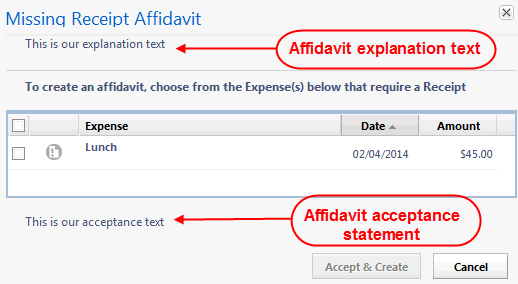 Missing Receipt Affidavit
This is our explanation text
Affidavit explanation text
To create an affidavit, choose from the Expense(s) below that require a Receipt
Expense Date Amount
Lunch 02/04/2014 $45.00
This is our acceptance text
Affidavit acceptance
statement
Accept & Create Cancel